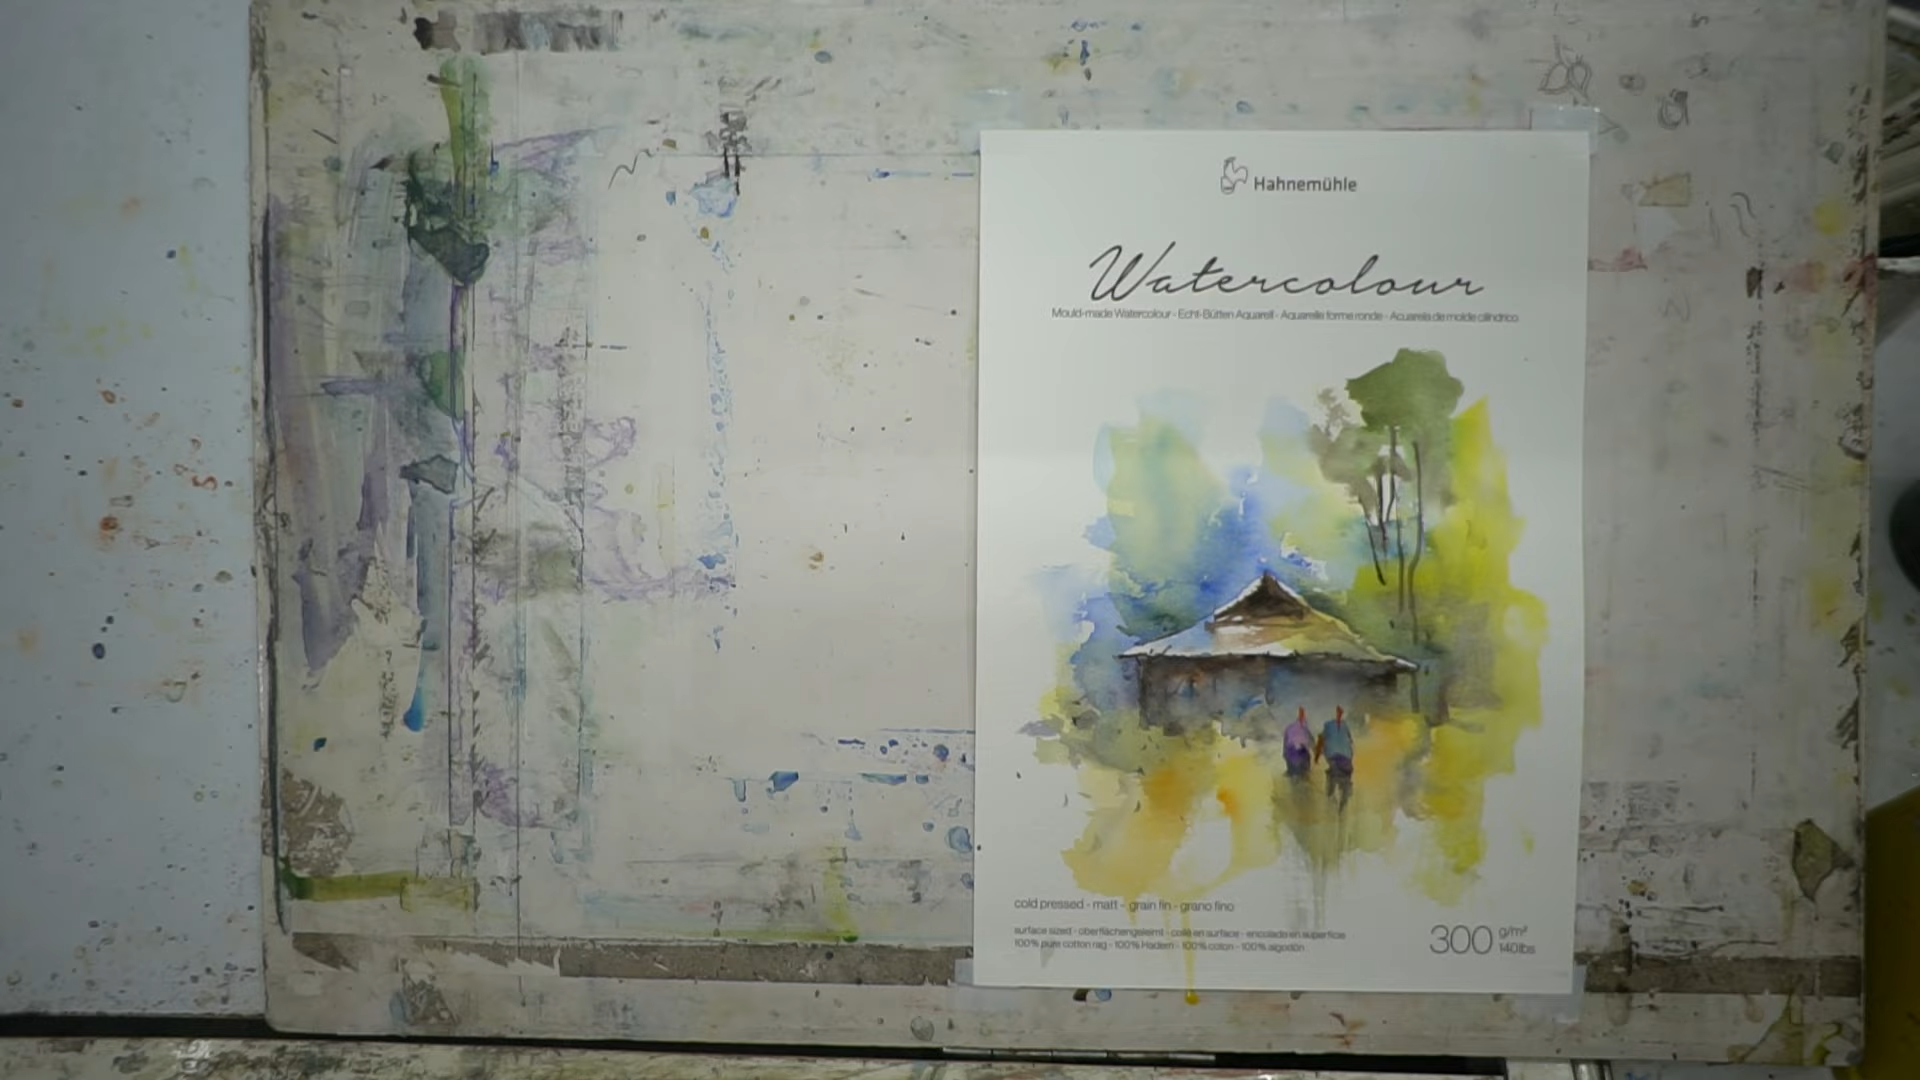 Hahnemühle
Watercolour
Mould-made Watercolour - Echt-Bütten Aquarell - Aquarelle forme ronde - Acuarela de molde cilíndrico
cold pressed - matt - grain fin - grano fino
surface sized - oberflächengeleimt - collé en surface - encolado en superficie
100% pure cotton rag - 100% Hadern - 100% coton - 100% algodón
300 g/m²
140lbs